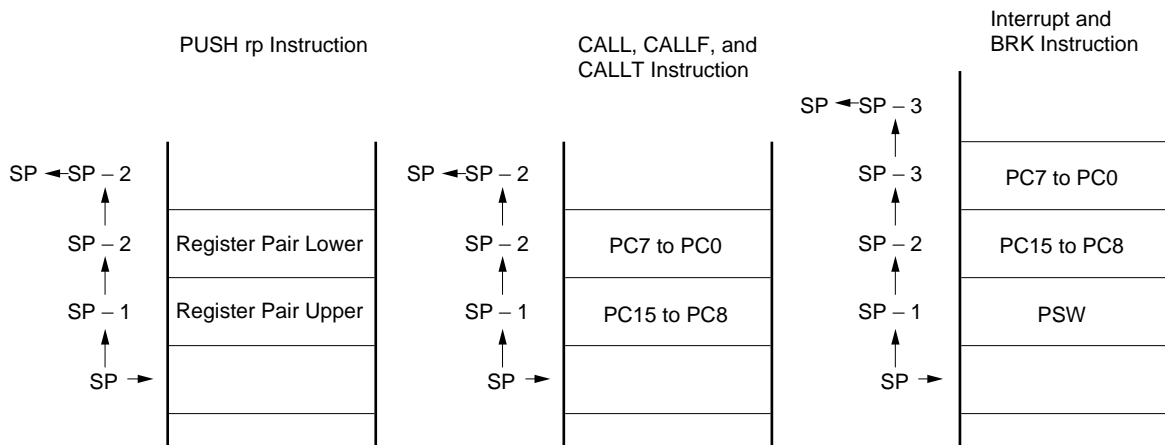 PUSH rp Instruction
CALL, CALLF, and
CALLT Instruction
Interrupt and
BRK Instruction
SP SP – 2
SP – 2 Register Pair Lower
SP – 1 Register Pair Upper
SP
SP SP – 2
SP – 2 PC7 to PC0
SP – 1 PC15 to PC8
SP
SP SP – 3
SP – 3 PC7 to PC0
SP – 2 PC15 to PC8
SP – 1 PSW
SP